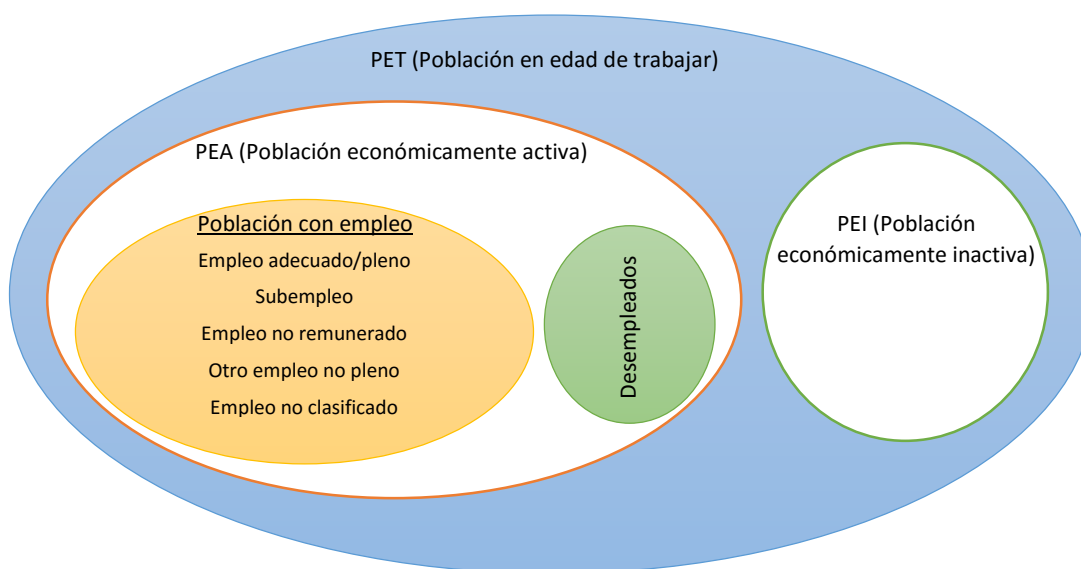 PET (Población en edad de trabajar)
PEA (Población económicamente activa)
Población con empleo
Empleo adecuado/pleno
Subempleo
Empleo no remunerado
Otro empleo no pleno
Empleo no clasificado
Desempleados
PEI (Población
económicamente inactiva)